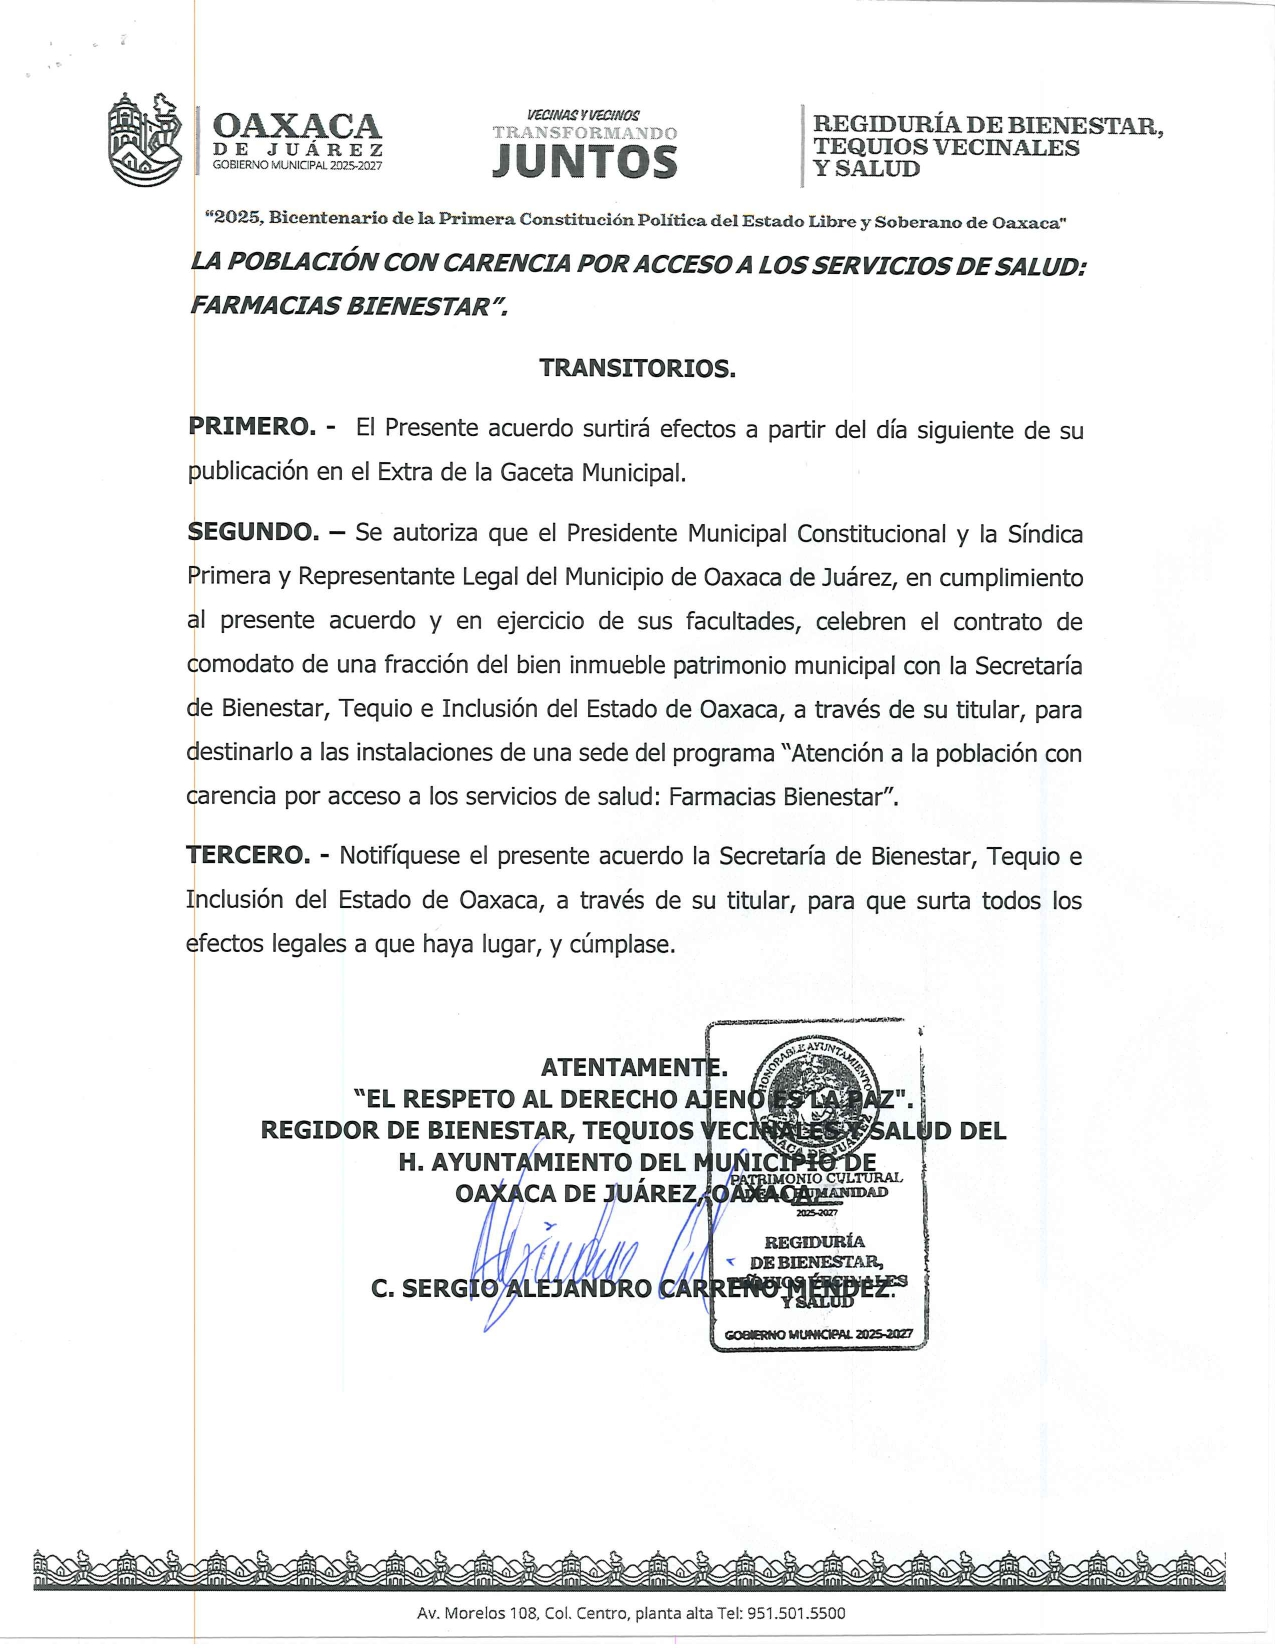 OAXACA
DE JUÁREZ
GOBIERNO MUNICIPAL 2025-2027
VECINAS Y VECINOS
TRANSFORMANDO
JUNTOS
REGIDURÍA DE BIENESTAR,
TEQUIOS VECINALES
Y SALUD
"2025, Bicentenario de la Primera Constitución Política del Estado Libre y Soberano de Oaxaca"
LA POBLACIÓN CON CARENCIA POR ACCESO A LOS SERVICIOS DE SALUD:
FARMACIAS BIENESTAR".
TRANSITORIOS.
PRIMERO. - El Presente acuerdo surtirá efectos a partir del día siguiente de su
publicación en el Extra de la Gaceta Municipal.
SEGUNDO. – Se autoriza que el Presidente Municipal Constitucional y la Síndica
Primera y Representante Legal del Municipio de Oaxaca de Juárez, en cumplimiento
al presente acuerdo y en ejercicio de sus facultades, celebren el contrato de
comodato de una fracción del bien inmueble patrimonio municipal con la Secretaría
de Bienestar, Tequio e Inclusión del Estado de Oaxaca, a través de su titular, para
destinarlo a las instalaciones de una sede del programa "Atención a la población con
carencia por acceso a los servicios de salud: Farmacias Bienestar".
TERCERO. - Notifíquese el presente acuerdo la Secretaría de Bienestar, Tequio e
Inclusión del Estado de Oaxaca, a través de su titular, para que surta todos los
efectos legales a que haya lugar, y cúmplase.
ATENTAMENTE.
"EL RESPETO AL DERECHO AJENO ES LA PAZ".
REGIDOR DE BIENESTAR, TEQUIOS VECINALES Y SALUD DEL
H. AYUNTAMIENTO DEL MUNICIPIO DE
OAXACA DE JUÁREZ, OAXACA.
C. SERGIO ALEJANDRO CARREÑO MÉNDEZ.
HONORABLE AYUNTAMIENTO
OAXACA DE JUÁREZ
PATRIMONIO CULTURAL
HUMANIDAD
2025-2027
REGIDURÍA
DE BIENESTAR,
TEQUIOS VECINALES
Y SALUD
GOBIERNO MUNICIPAL 2025-2027
Av. Morelos 108, Col. Centro, planta alta Tel: 951.501.5500